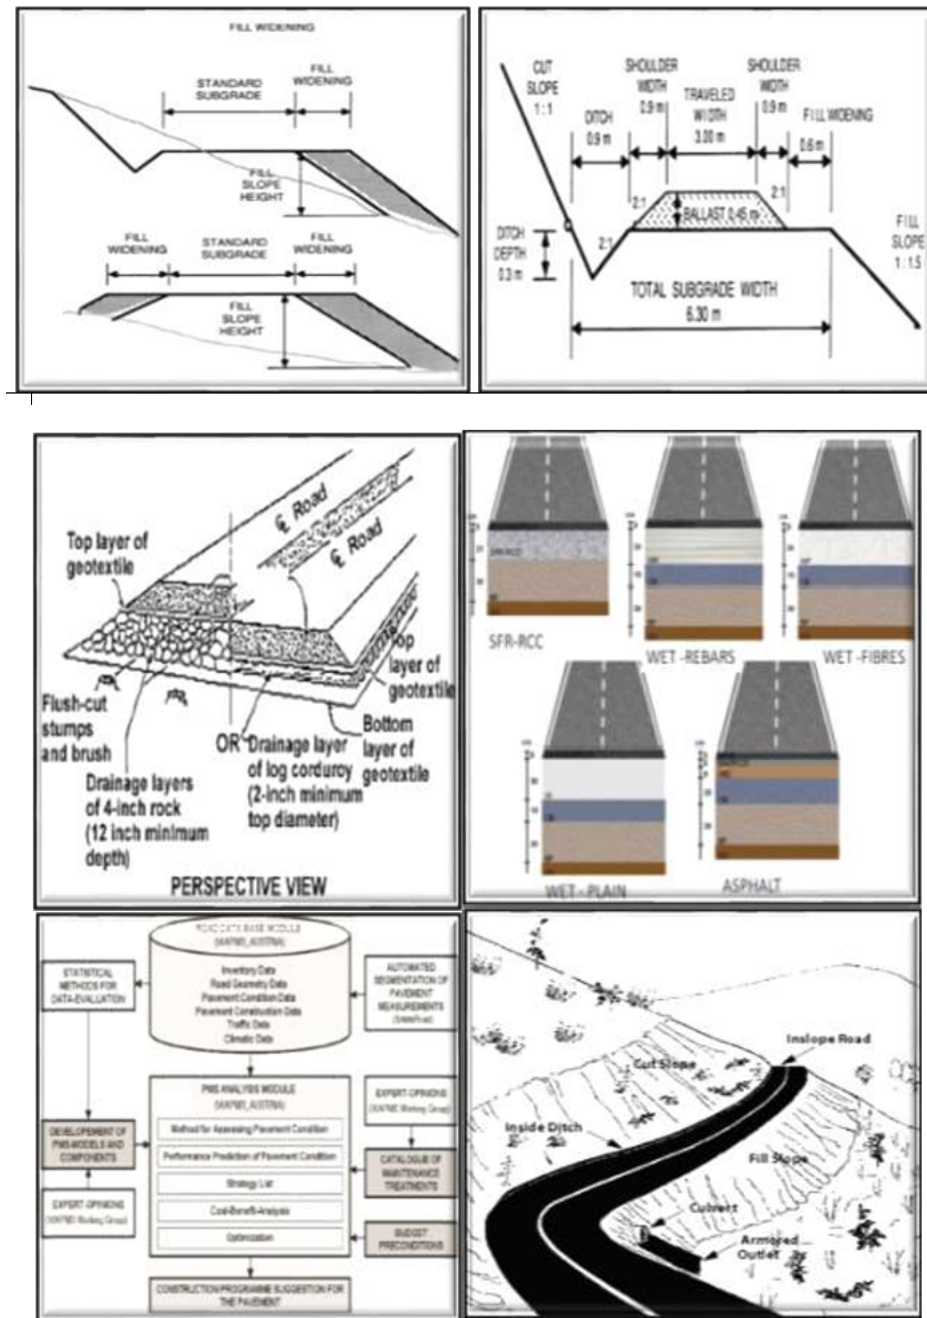 FILL WIDENING
FILL
WIDENING
STANDARD
SUBGRADE
FILL
SLOPE
HEIGHT
FILL
WIDENING
STANDARD
SUBGRADE
FILL
WIDENING
FILL
SLOPE
HEIGHT
CUT
SLOPE
1:1
DITCH
0.9 m
SHOULDER
WIDTH
0.9 m
TRAVELED
WIDTH
3.00 m
SHOULDER
WIDTH
0.9 m
FILL WIDENING
0.6 m
2:1
BALLAST 0.45 m
2:1
DITCH
DEPTH
0.3 m
2:1
FILL
SLOPE
1:1.5
TOTAL SUBGRADE WIDTH
6.30 m
Top layer of
geotextile
℄ Road
℄ Road
Top
layer of
geotextile
Flush-cut
stumps
and brush
Drainage layers
of 4-inch rock
(12 inch minimum
depth)
OR Drainage layer
of log corduroy
(2-inch minimum
top diameter)
Bottom
layer of
geotextile
PERSPECTIVE VIEW
SFR-RCC
WET -REBARS
WET -FIBRES
WET - PLAIN
ASPHALT
ROAD DATA BASE MODULE
Inventory Data
Road Geometry Data
Pavement Condition Data
Pavement Construction Data
Traffic Data
Climatic Data
STATISTICAL
METHODS FOR
DATA-EVALUATION
AUTOMATED
SEGMENTATION OF
PAVEMENT
MEASUREMENTS
PMS ANALYSIS MODULE
Method for Assessing Pavement Condition
Performance Prediction of Pavement Condition
Strategy List
Cost-Benefit-Analysis
Optimization
DEVELOPEMENT OF
PMS-MODELS AND
COMPONENTS
EXPERT-OPINIONS
EXPERT-OPINIONS
CATALOGUE OF
MAINTENANCE
TREATMENTS
BUDGET
PRECONDITIONS
CONSTRUCTION PROGRAMME SUGGESTION FOR
THE PAVEMENT
Inslope Road
Cut Slope
Inside Ditch
Fill Slope
Culvert
Armored
Outlet